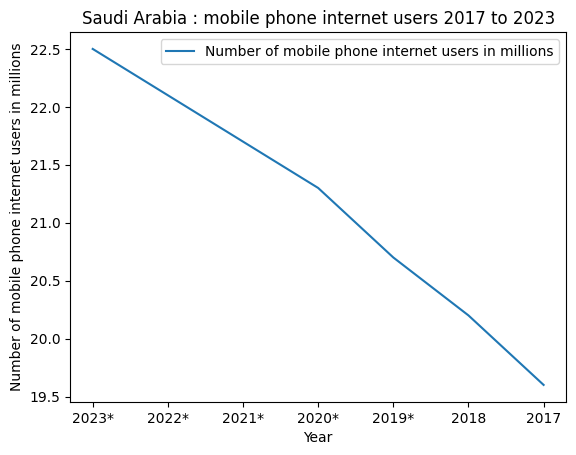 Saudi Arabia : mobile phone internet users 2017 to 2023
Number of mobile phone internet users in millions
Number of mobile phone internet users in millions
22.5
22.0
21.5
21.0
20.5
20.0
19.5
2023* 2022* 2021* 2020* 2019* 2018 2017
Year